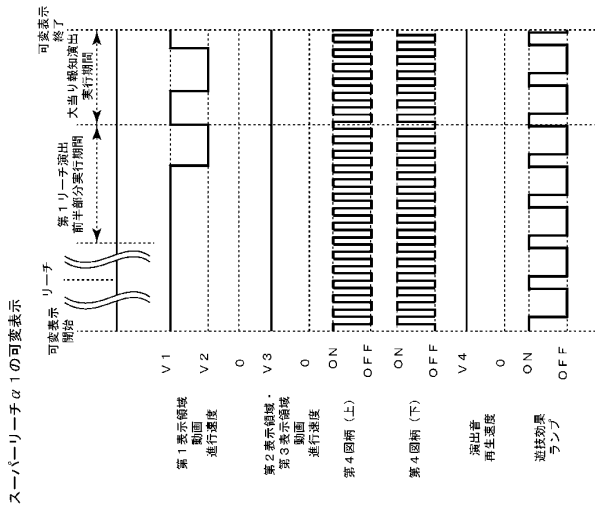 スーパーリーチα1の可変表示
可変表示
開始
リーチ
第1リーチ演出
前半部分実行期間
大当り報知演出
実行期間
可変表示
終了
第1表示領域
動画
進行速度
V1
V2
0
第2表示領域・
第3表示領域
動画
進行速度
V3
0
第4図柄（上）
ON
OFF
第4図柄（下）
ON
OFF
演出音
再生速度
V4
0
遊技効果
ランプ
ON
OFF